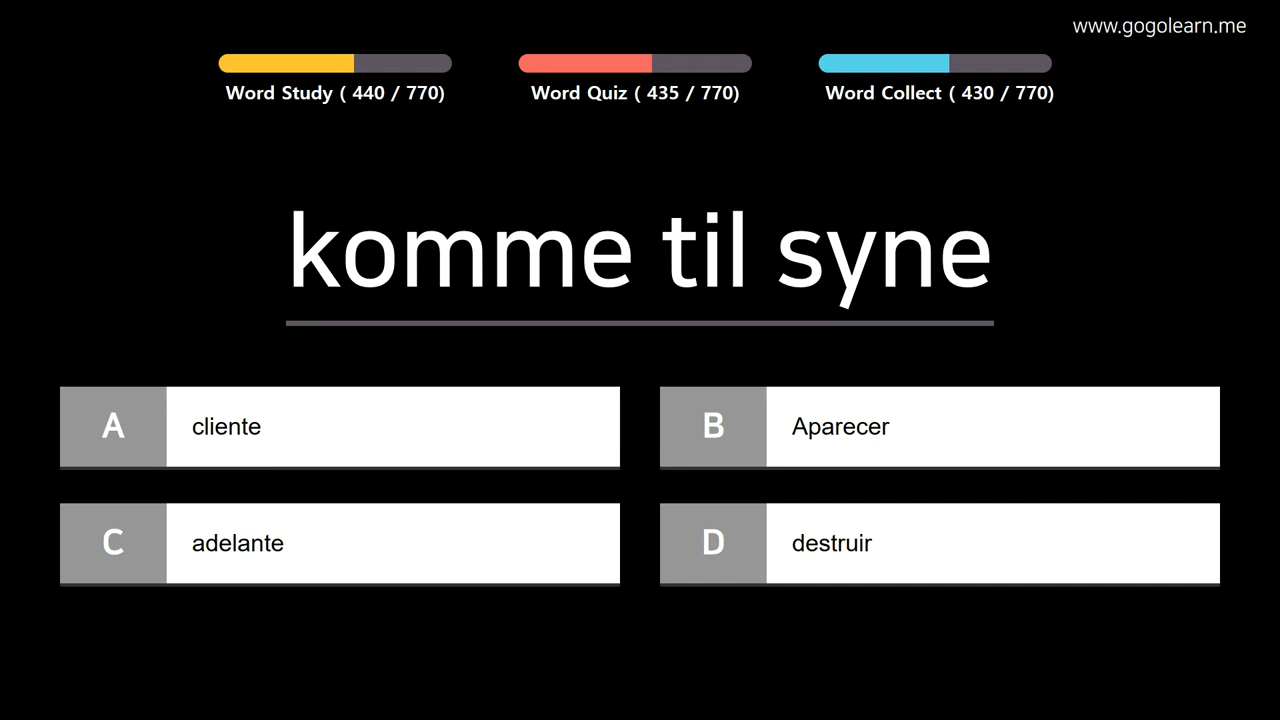 www.gogolearn.me
Word Study ( 440 / 770)
Word Quiz ( 435 / 770)
Word Collect ( 430 / 770)
komme til syne
A
cliente
B
Aparecer
C
adelante
D
destruir